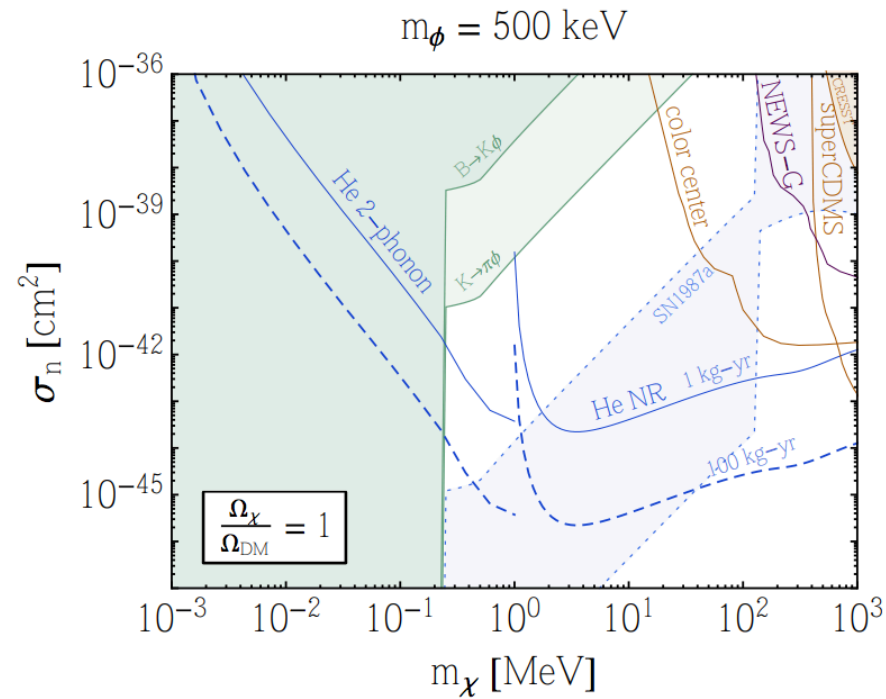 m_ϕ = 500 keV
10^-36
10^-39
10^-42
10^-45
σ_n [cm^2]
He 2-phonon
B→Kϕ
K→πϕ
color center
NEWS-G
superCDMS
CRESST
SN1987a
He NR
1 kg-yr
100 kg-yr
Ω_χ
Ω_DM
= 1
10^-3
10^-2
10^-1
10^0
10^1
10^2
10^3
m_χ [MeV]